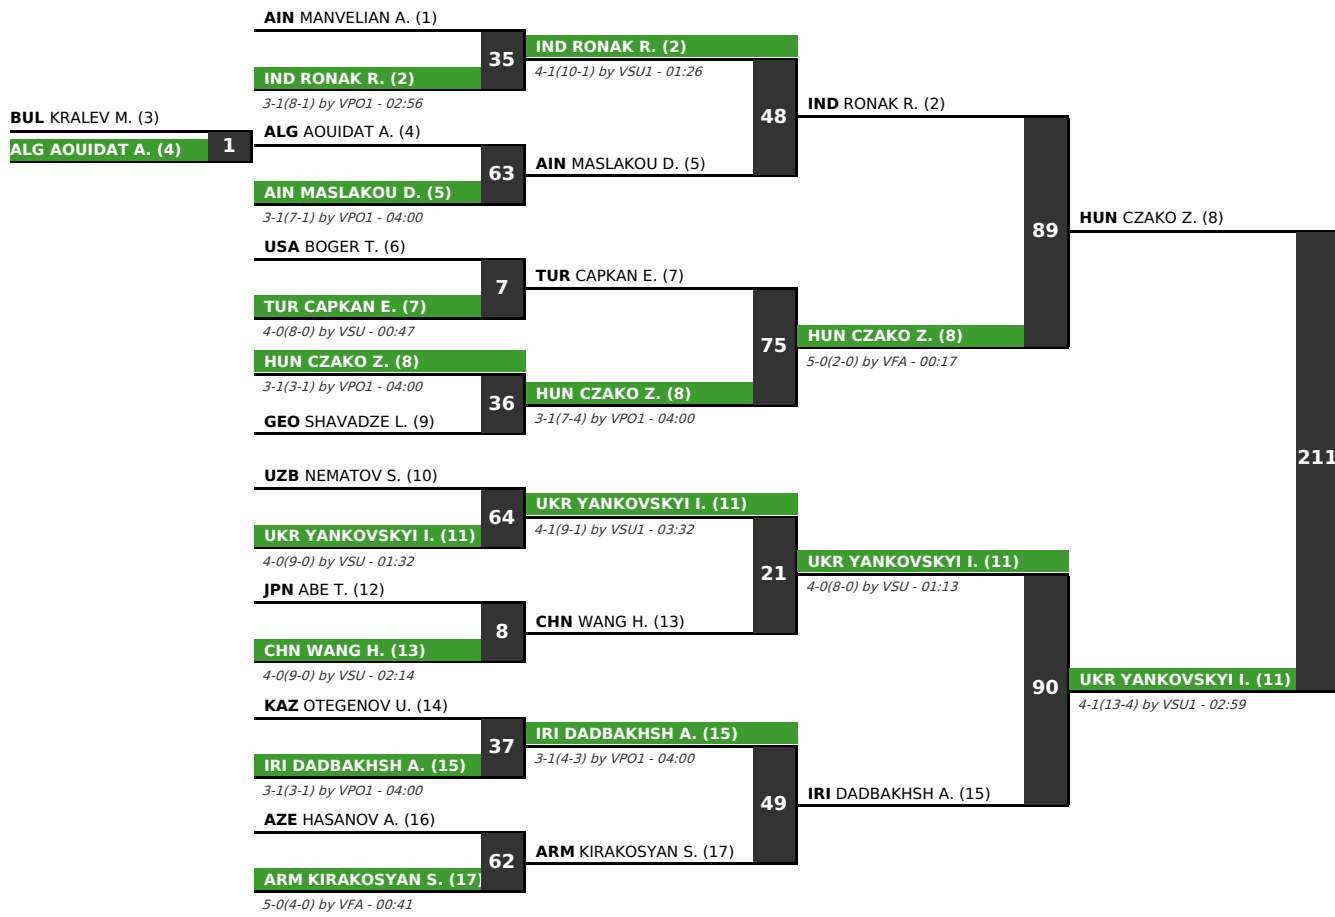 BUL KRALEV M. (3)
ALG AOUIDAT A. (4)
1
AIN MANVELIAN A. (1)
35
IND RONAK R. (2)
3-1(8-1) by VPO1 - 02:56
ALG AOUIDAT A. (4)
63
AIN MASLAKOU D. (5)
3-1(7-1) by VPO1 - 04:00
USA BOGER T. (6)
7
TUR CAPKAN E. (7)
4-0(8-0) by VSU - 00:47
HUN CZAKO Z. (8)
3-1(3-1) by VPO1 - 04:00
36
GEO SHAVADZE L. (9)
UZB NEMATOV S. (10)
64
UKR YANKOVSKYI I. (11)
4-0(9-0) by VSU - 01:32
JPN ABE T. (12)
8
CHN WANG H. (13)
4-0(9-0) by VSU - 02:14
KAZ OTEGENOV U. (14)
37
IRI DADBAKHSH A. (15)
3-1(3-1) by VPO1 - 04:00
AZE HASANOV A. (16)
62
ARM KIRAKOSYAN S. (17)
5-0(4-0) by VFA - 00:41
IND RONAK R. (2)
4-1(10-1) by VSU1 - 01:26
48
AIN MASLAKOU D. (5)
TUR CAPKAN E. (7)
75
HUN CZAKO Z. (8)
3-1(7-4) by VPO1 - 04:00
UKR YANKOVSKYI I. (11)
4-1(9-1) by VSU1 - 03:32
21
CHN WANG H. (13)
IRI DADBAKHSH A. (15)
3-1(4-3) by VPO1 - 04:00
49
ARM KIRAKOSYAN S. (17)
IND RONAK R. (2)
89
HUN CZAKO Z. (8)
5-0(2-0) by VFA - 00:17
UKR YANKOVSKYI I. (11)
4-0(8-0) by VSU - 01:13
90
IRI DADBAKHSH A. (15)
HUN CZAKO Z. (8)
211
UKR YANKOVSKYI I. (11)
4-1(13-4) by VSU1 - 02:59